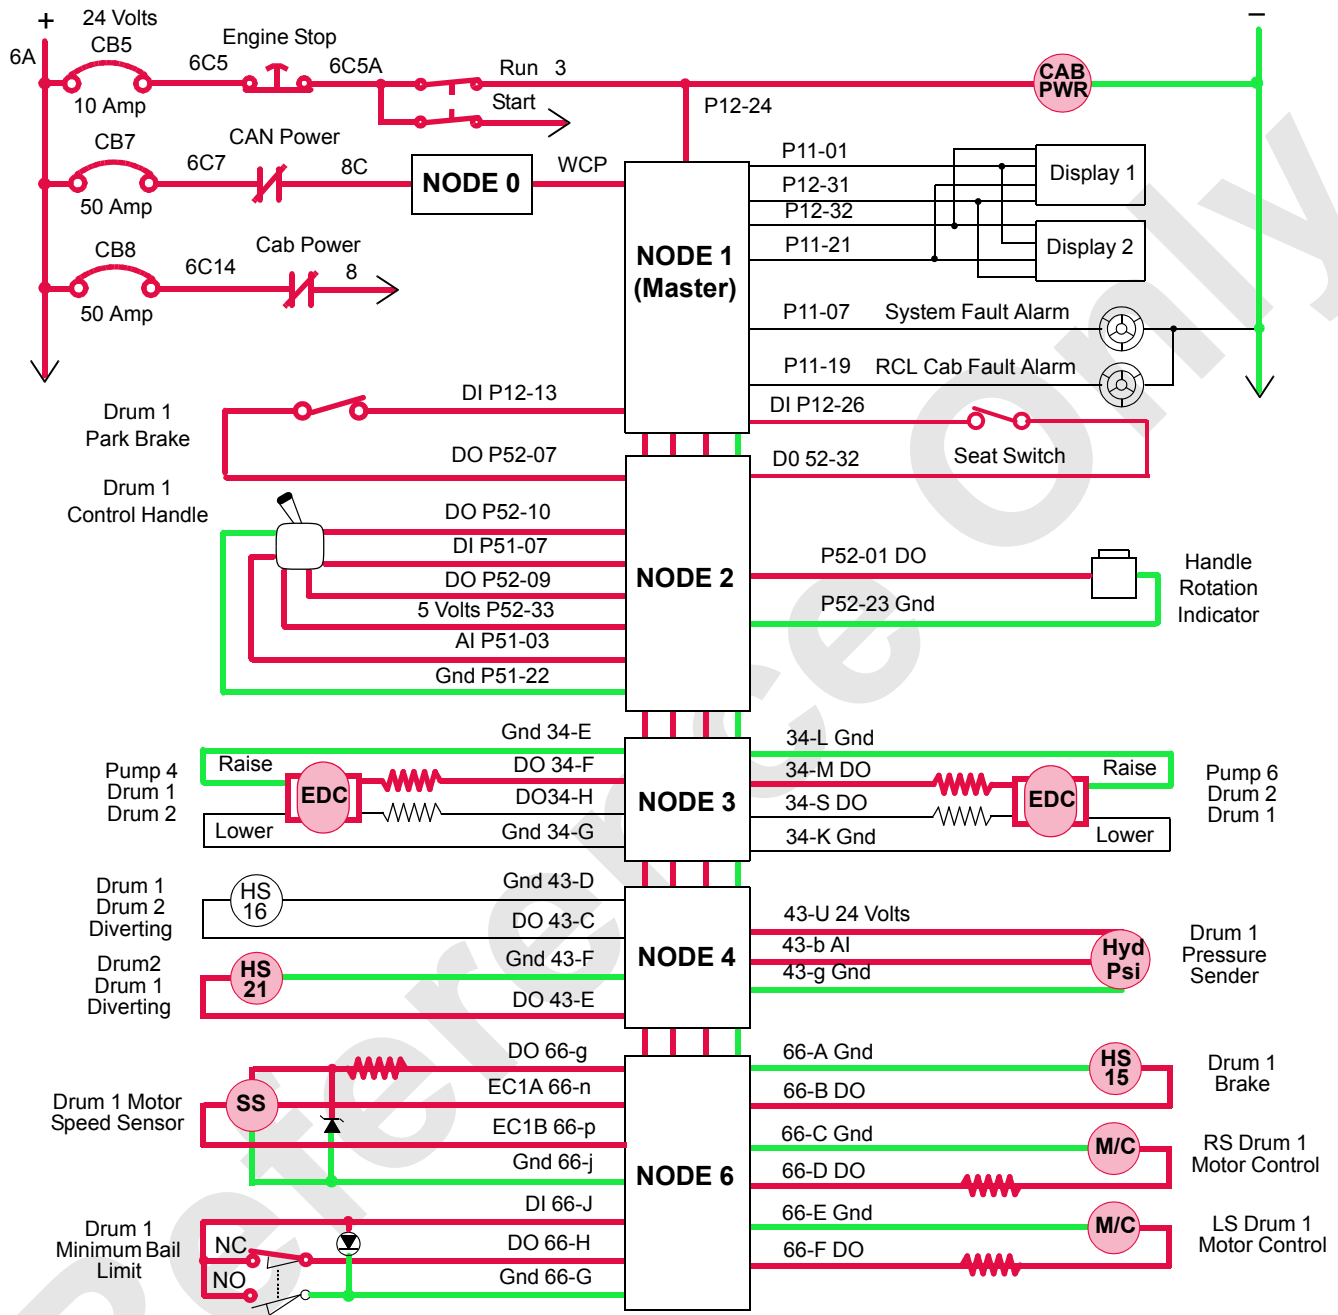 + 24 Volts −
6A CB5 6C5 Engine Stop 6C5A Run 3
10 Amp Start P12-24 CAB PWR
CB7 6C7 CAN Power 8C NODE 0 WCP
50 Amp
CB8 6C14 Cab Power 8
50 Amp
NODE 1
(Master)
P11-01
P12-31
P12-32
P11-21
Display 1
Display 2
P11-07 System Fault Alarm
P11-19 RCL Cab Fault Alarm
Drum 1
Park Brake
DI P12-13
DO P52-07
DI P12-26
D0 52-32 Seat Switch
Drum 1
Control Handle
DO P52-10
DI P51-07
DO P52-09
5 Volts P52-33
AI P51-03
Gnd P51-22
NODE 2
P52-01 DO
P52-23 Gnd
Handle
Rotation
Indicator
Pump 4
Drum 1
Drum 2
Raise
EDC
Lower
Gnd 34-E
DO 34-F
DO34-H
Gnd 34-G
NODE 3
34-L Gnd
34-M DO
34-S DO
34-K Gnd
Raise
EDC
Lower
Pump 6
Drum 2
Drum 1
Drum 1
Drum 2
Diverting
HS
16
Gnd 43-D
DO 43-C
Drum2
Drum 1
Diverting
HS
21
Gnd 43-F
DO 43-E
NODE 4
43-U 24 Volts
43-b AI
43-g Gnd
Hyd
Psi
Drum 1
Pressure
Sender
Drum 1 Motor
Speed Sensor
SS
DO 66-g
EC1A 66-n
EC1B 66-p
Gnd 66-j
NODE 6
66-A Gnd
66-B DO
HS
15
Drum 1
Brake
66-C Gnd
66-D DO
M/C
RS Drum 1
Motor Control
Drum 1
Minimum Bail
Limit
NC
NO
DI 66-J
DO 66-H
Gnd 66-G
66-E Gnd
66-F DO
M/C
LS Drum 1
Motor Control
Reference Only